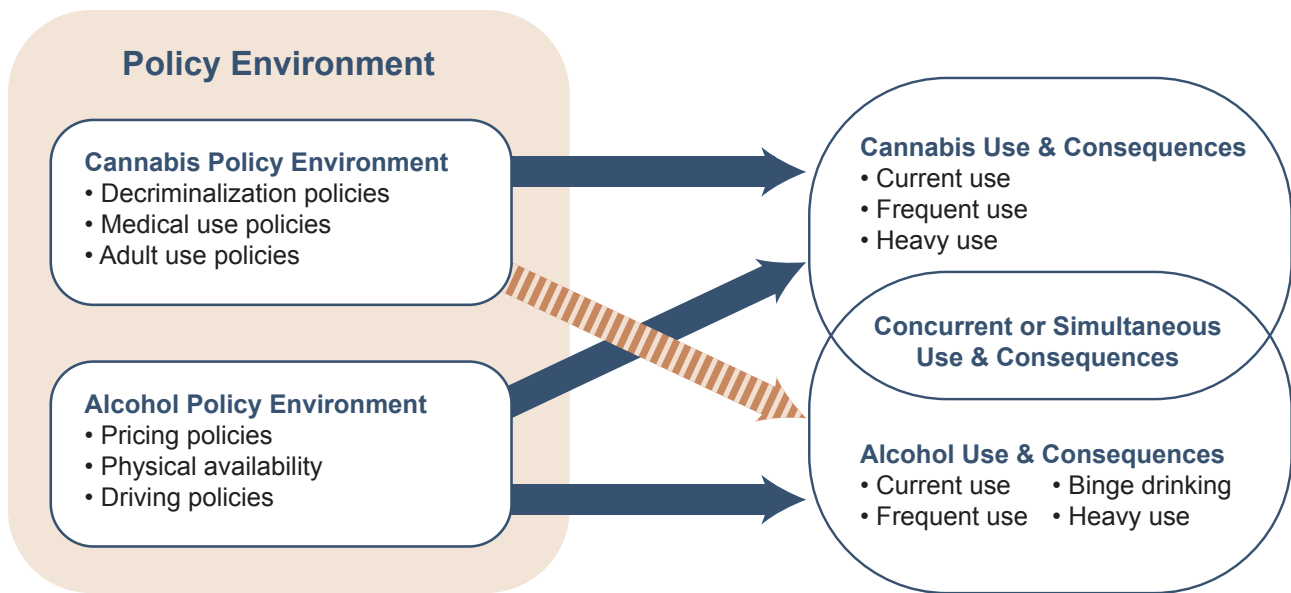 Policy Environment
Cannabis Policy Environment
• Decriminalization policies
• Medical use policies
• Adult use policies
Alcohol Policy Environment
• Pricing policies
• Physical availability
• Driving policies
Cannabis Use & Consequences
• Current use
• Frequent use
• Heavy use
Concurrent or Simultaneous
Use & Consequences
Alcohol Use & Consequences
• Current use • Binge drinking
• Frequent use • Heavy use